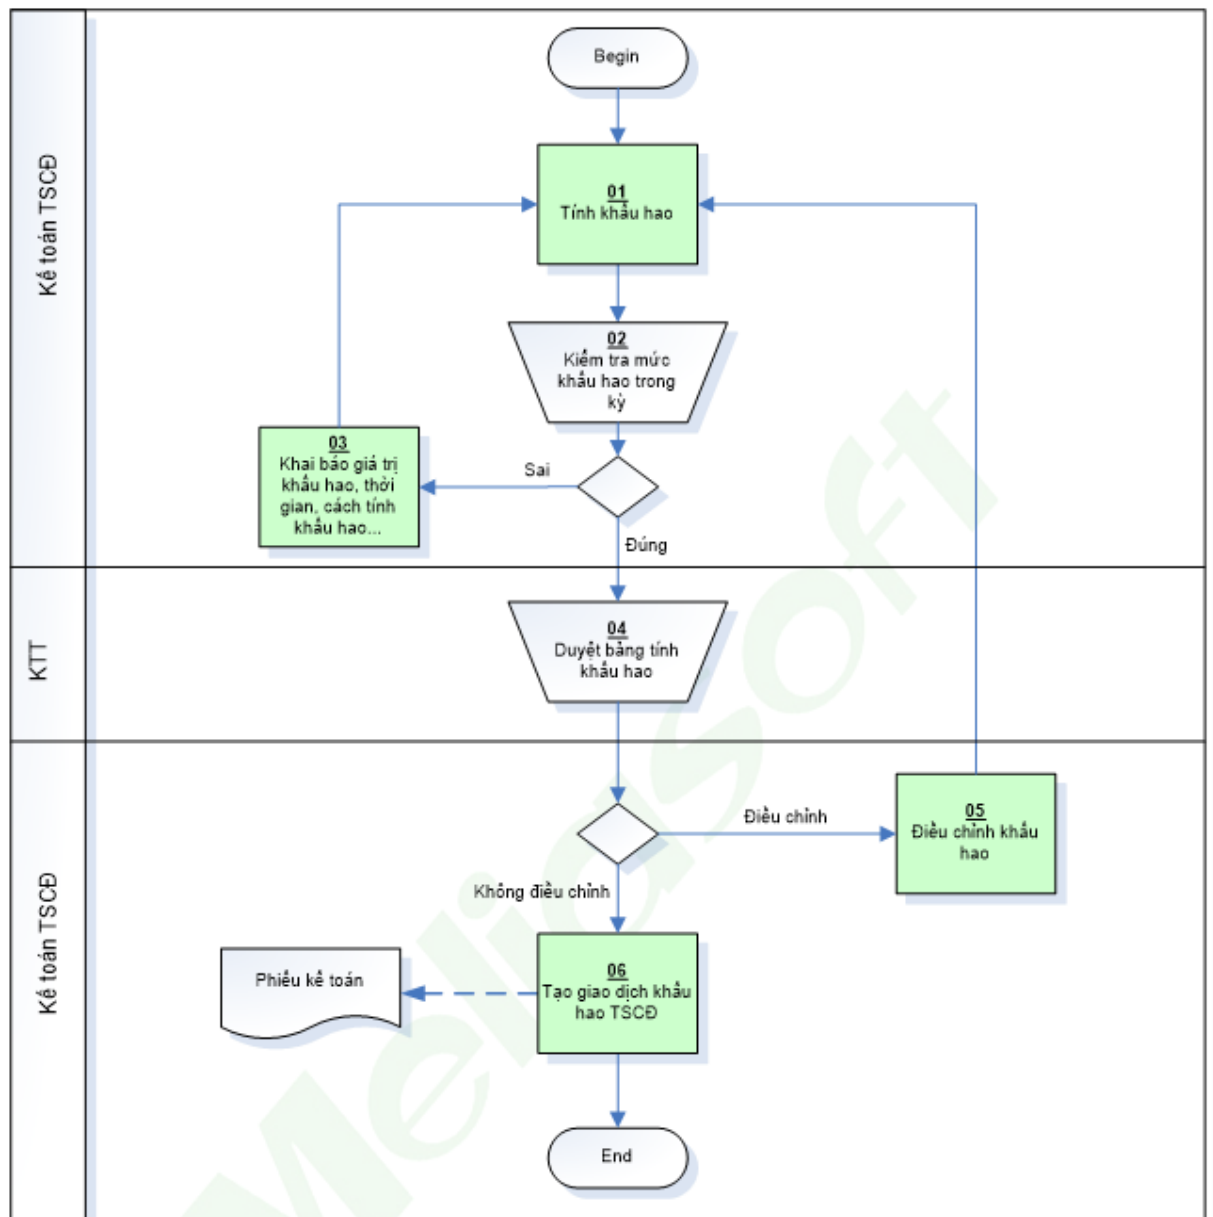 Begin
Kế toán TSCĐ
01
Tính khấu hao
02
Kiểm tra mức
khấu hao trong
kỳ
03
Khai báo giá trị
khấu hao, thời
gian, cách tính
khấu hao...
Sai
Đúng
KTT
04
Duyệt bảng tính
khấu hao
Kế toán TSCĐ
Điều chỉnh
05
Điều chỉnh khấu
hao
Không điều chỉnh
Phiếu kế toán
06
Tạo giao dịch khấu
hao TSCĐ
End
Meliasoft